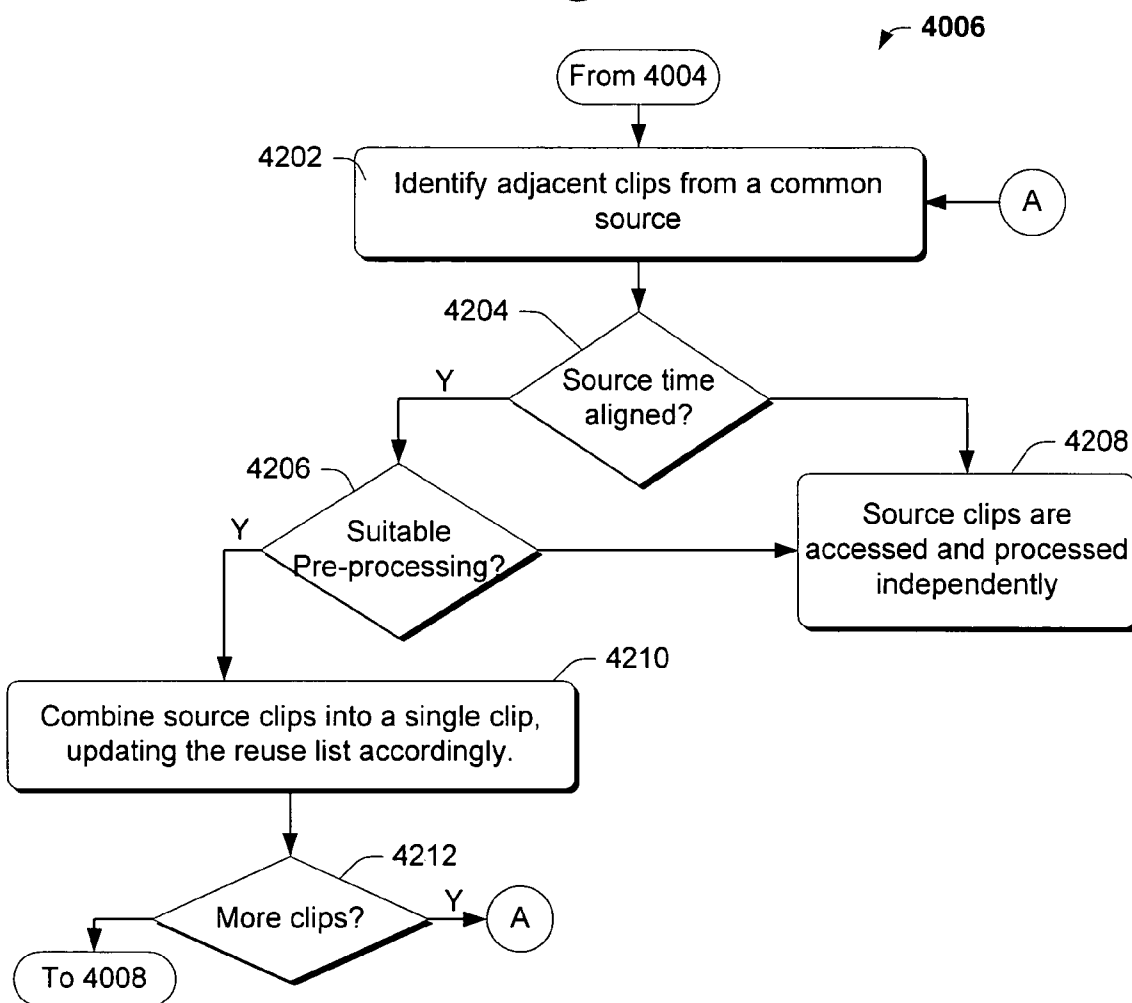 4006
From 4004
4202
Identify adjacent clips from a common
source
A
4204
Y
Source time
aligned?
4206
Y
Suitable
Pre-processing?
4208
Source clips are
accessed and processed
independently
4210
Combine source clips into a single clip,
updating the reuse list accordingly.
4212
More clips?
Y
A
To 4008